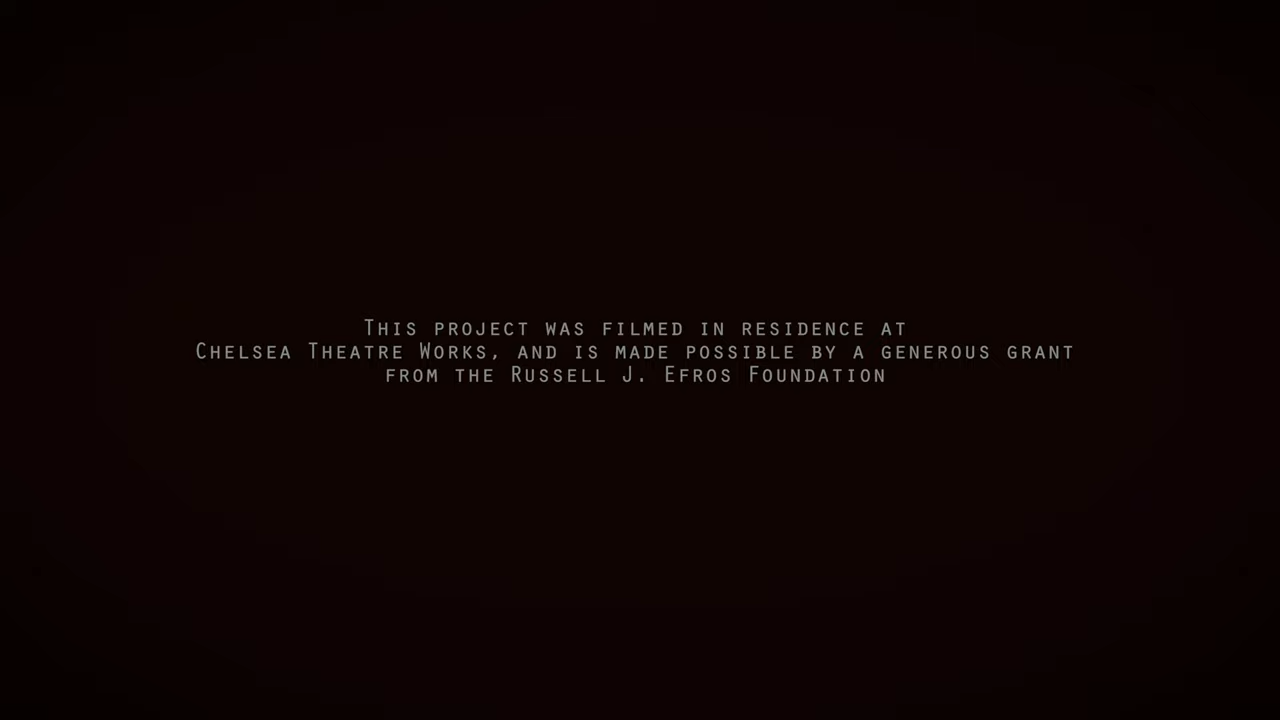 This project was filmed in residence at
Chelsea Theatre Works, and is made possible by a generous grant
from the Russell J. Efros Foundation